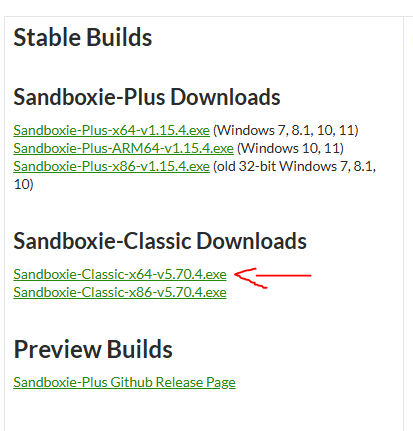 Stable Builds
Sandboxie-Plus Downloads
Sandboxie-Plus-x64-v1.15.4.exe (Windows 7, 8.1, 10, 11)
Sandboxie-Plus-ARM64-v1.15.4.exe (Windows 10, 11)
Sandboxie-Plus-x86-v1.15.4.exe (old 32-bit Windows 7, 8.1,
10)
Sandboxie-Classic Downloads
Sandboxie-Classic-x64-v5.70.4.exe
Sandboxie-Classic-x86-v5.70.4.exe
Preview Builds
Sandboxie-Plus Github Release Page